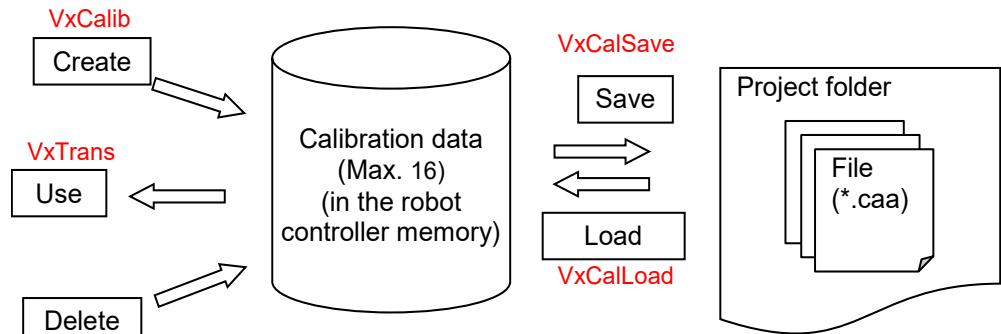 VxCalib
Create
VxTrans
Use
Delete
Calibration data
(Max. 16)
(in the robot
controller memory)
VxCalSave
Save
Load
VxCalLoad
Project folder
File
(*.caa)